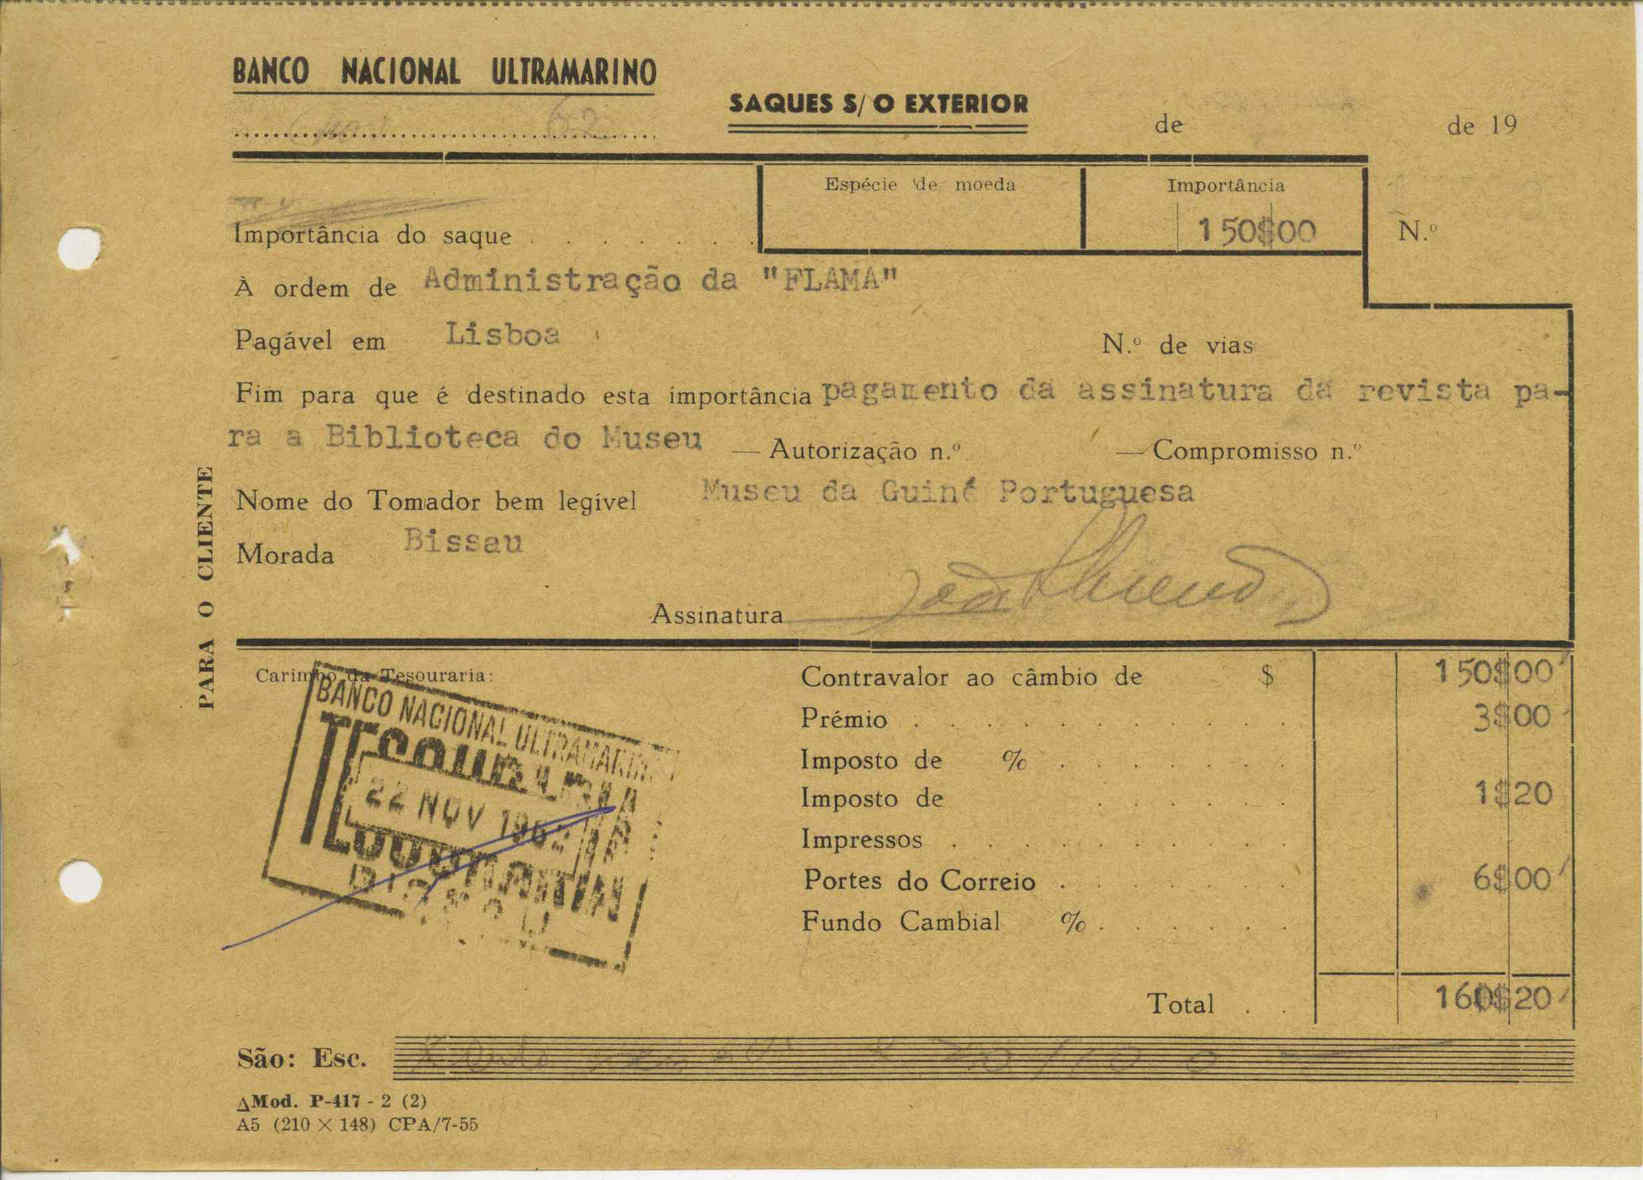 BANCO NACIONAL ULTRAMARINO
SAQUES S/ O EXTERIOR
de de 19
Espécie de moeda Importância
Importância do saque . . . . . . . 150$00 N.º
À ordem de Administração da "FLAMA"
Pagável em Lisboa N.º de vias
Fim para que é destinado esta importância pagamento da assinatura da revista pa-
ra a Biblioteca do Museu — Autorização n.º — Compromisso n.º
Nome do Tomador bem legível Museu da Guiné Portuguesa
Morada Bissau
Assinatura
PARA O CLIENTE
Carimbo da Tesouraria:
BANCO NACIONAL ULTRAMARINO
TESOURARIA
22 NOV 1962
BISSAU
Contravalor ao câmbio de $ 150$00
Prémio . . . . . . . . . . 3$00
Imposto de % . . . . . . .
Imposto de . . . . . 1$20
Impressos . . . . . . . . . .
Portes do Correio . . . . . . . 6$00
Fundo Cambial % . . . . . .
Total . . 160$20
São: Esc.
△Mod. P-417 - 2 (2)
A5 (210 × 148) CPA/7-55